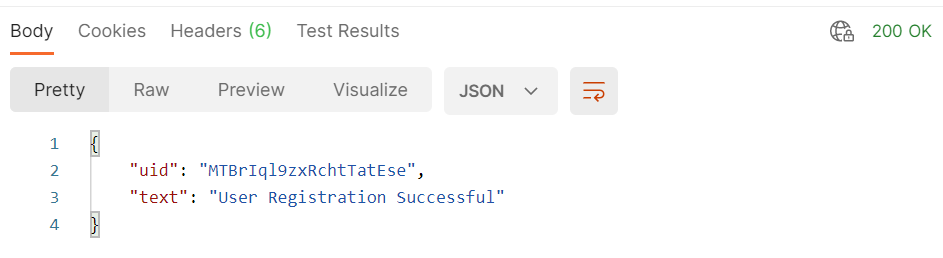 Body Cookies Headers (6) Test Results 200 OK
Pretty Raw Preview Visualize JSON
1 {
2 "uid": "MTBrIql9zxRchtTatEse",
3 "text": "User Registration Successful"
4 }